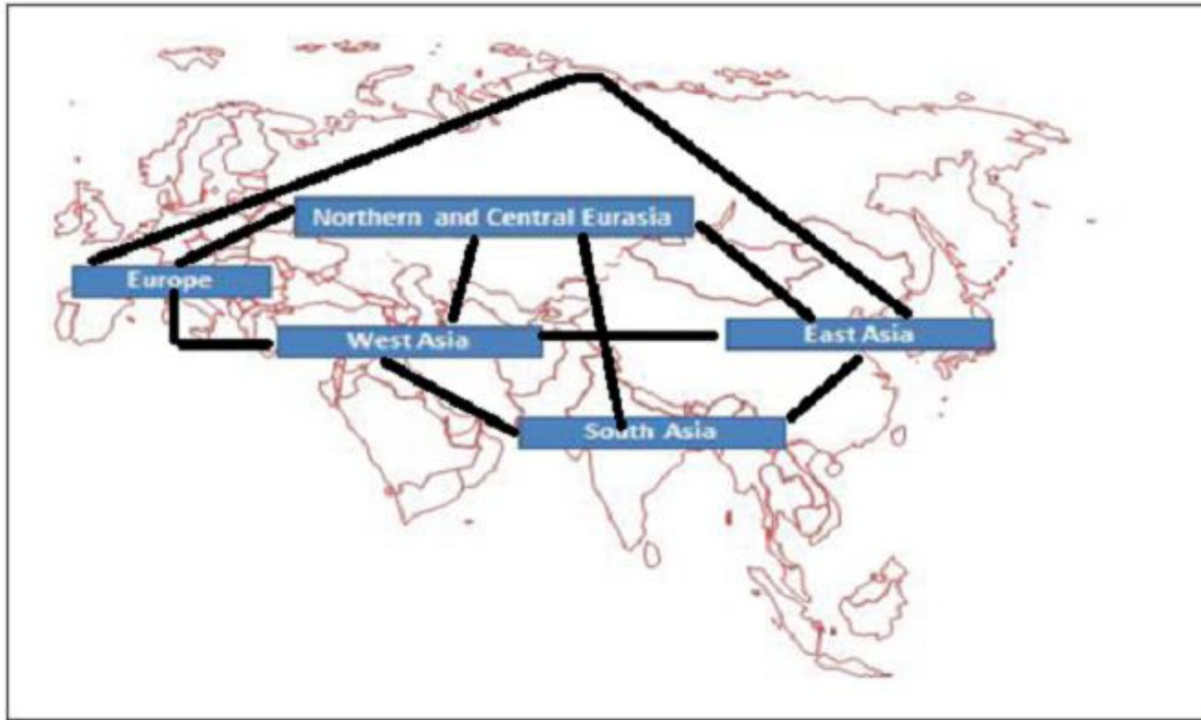 Northern and Central Eurasia
Europe
West Asia
East Asia
South Asia